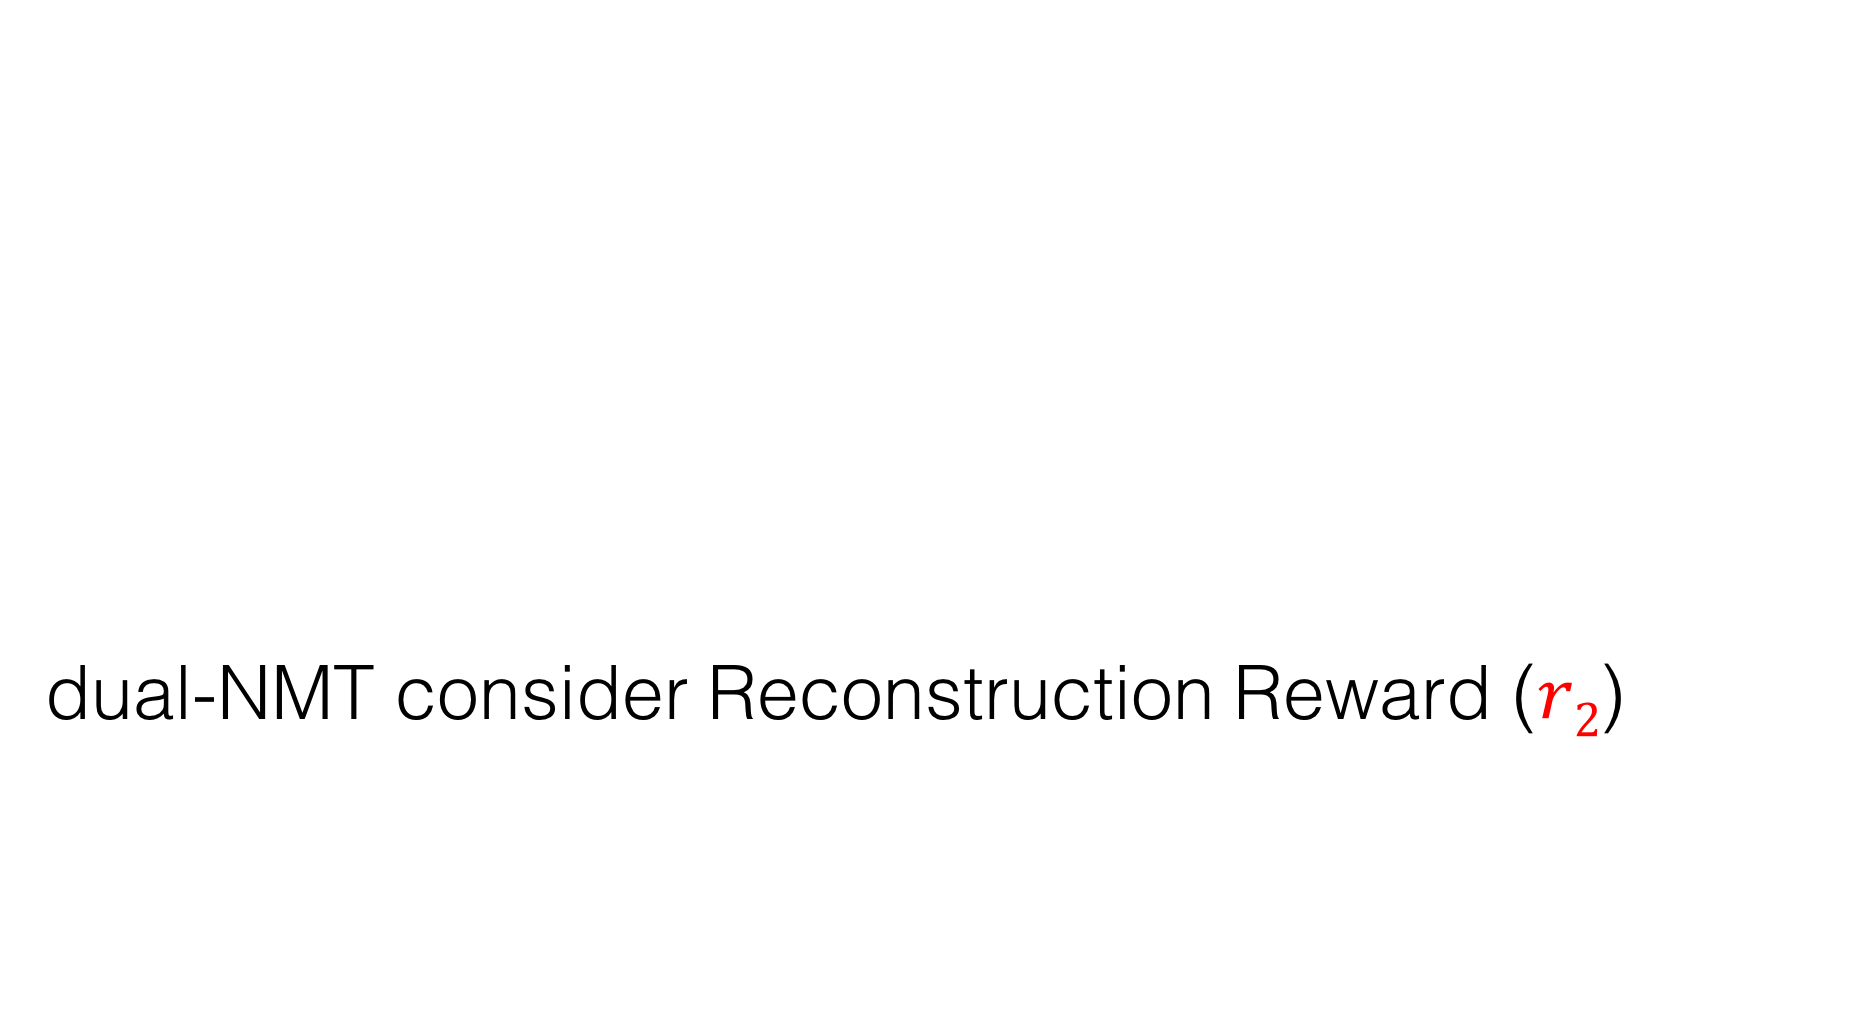 dual-NMT consider Reconstruction Reward (r₂)